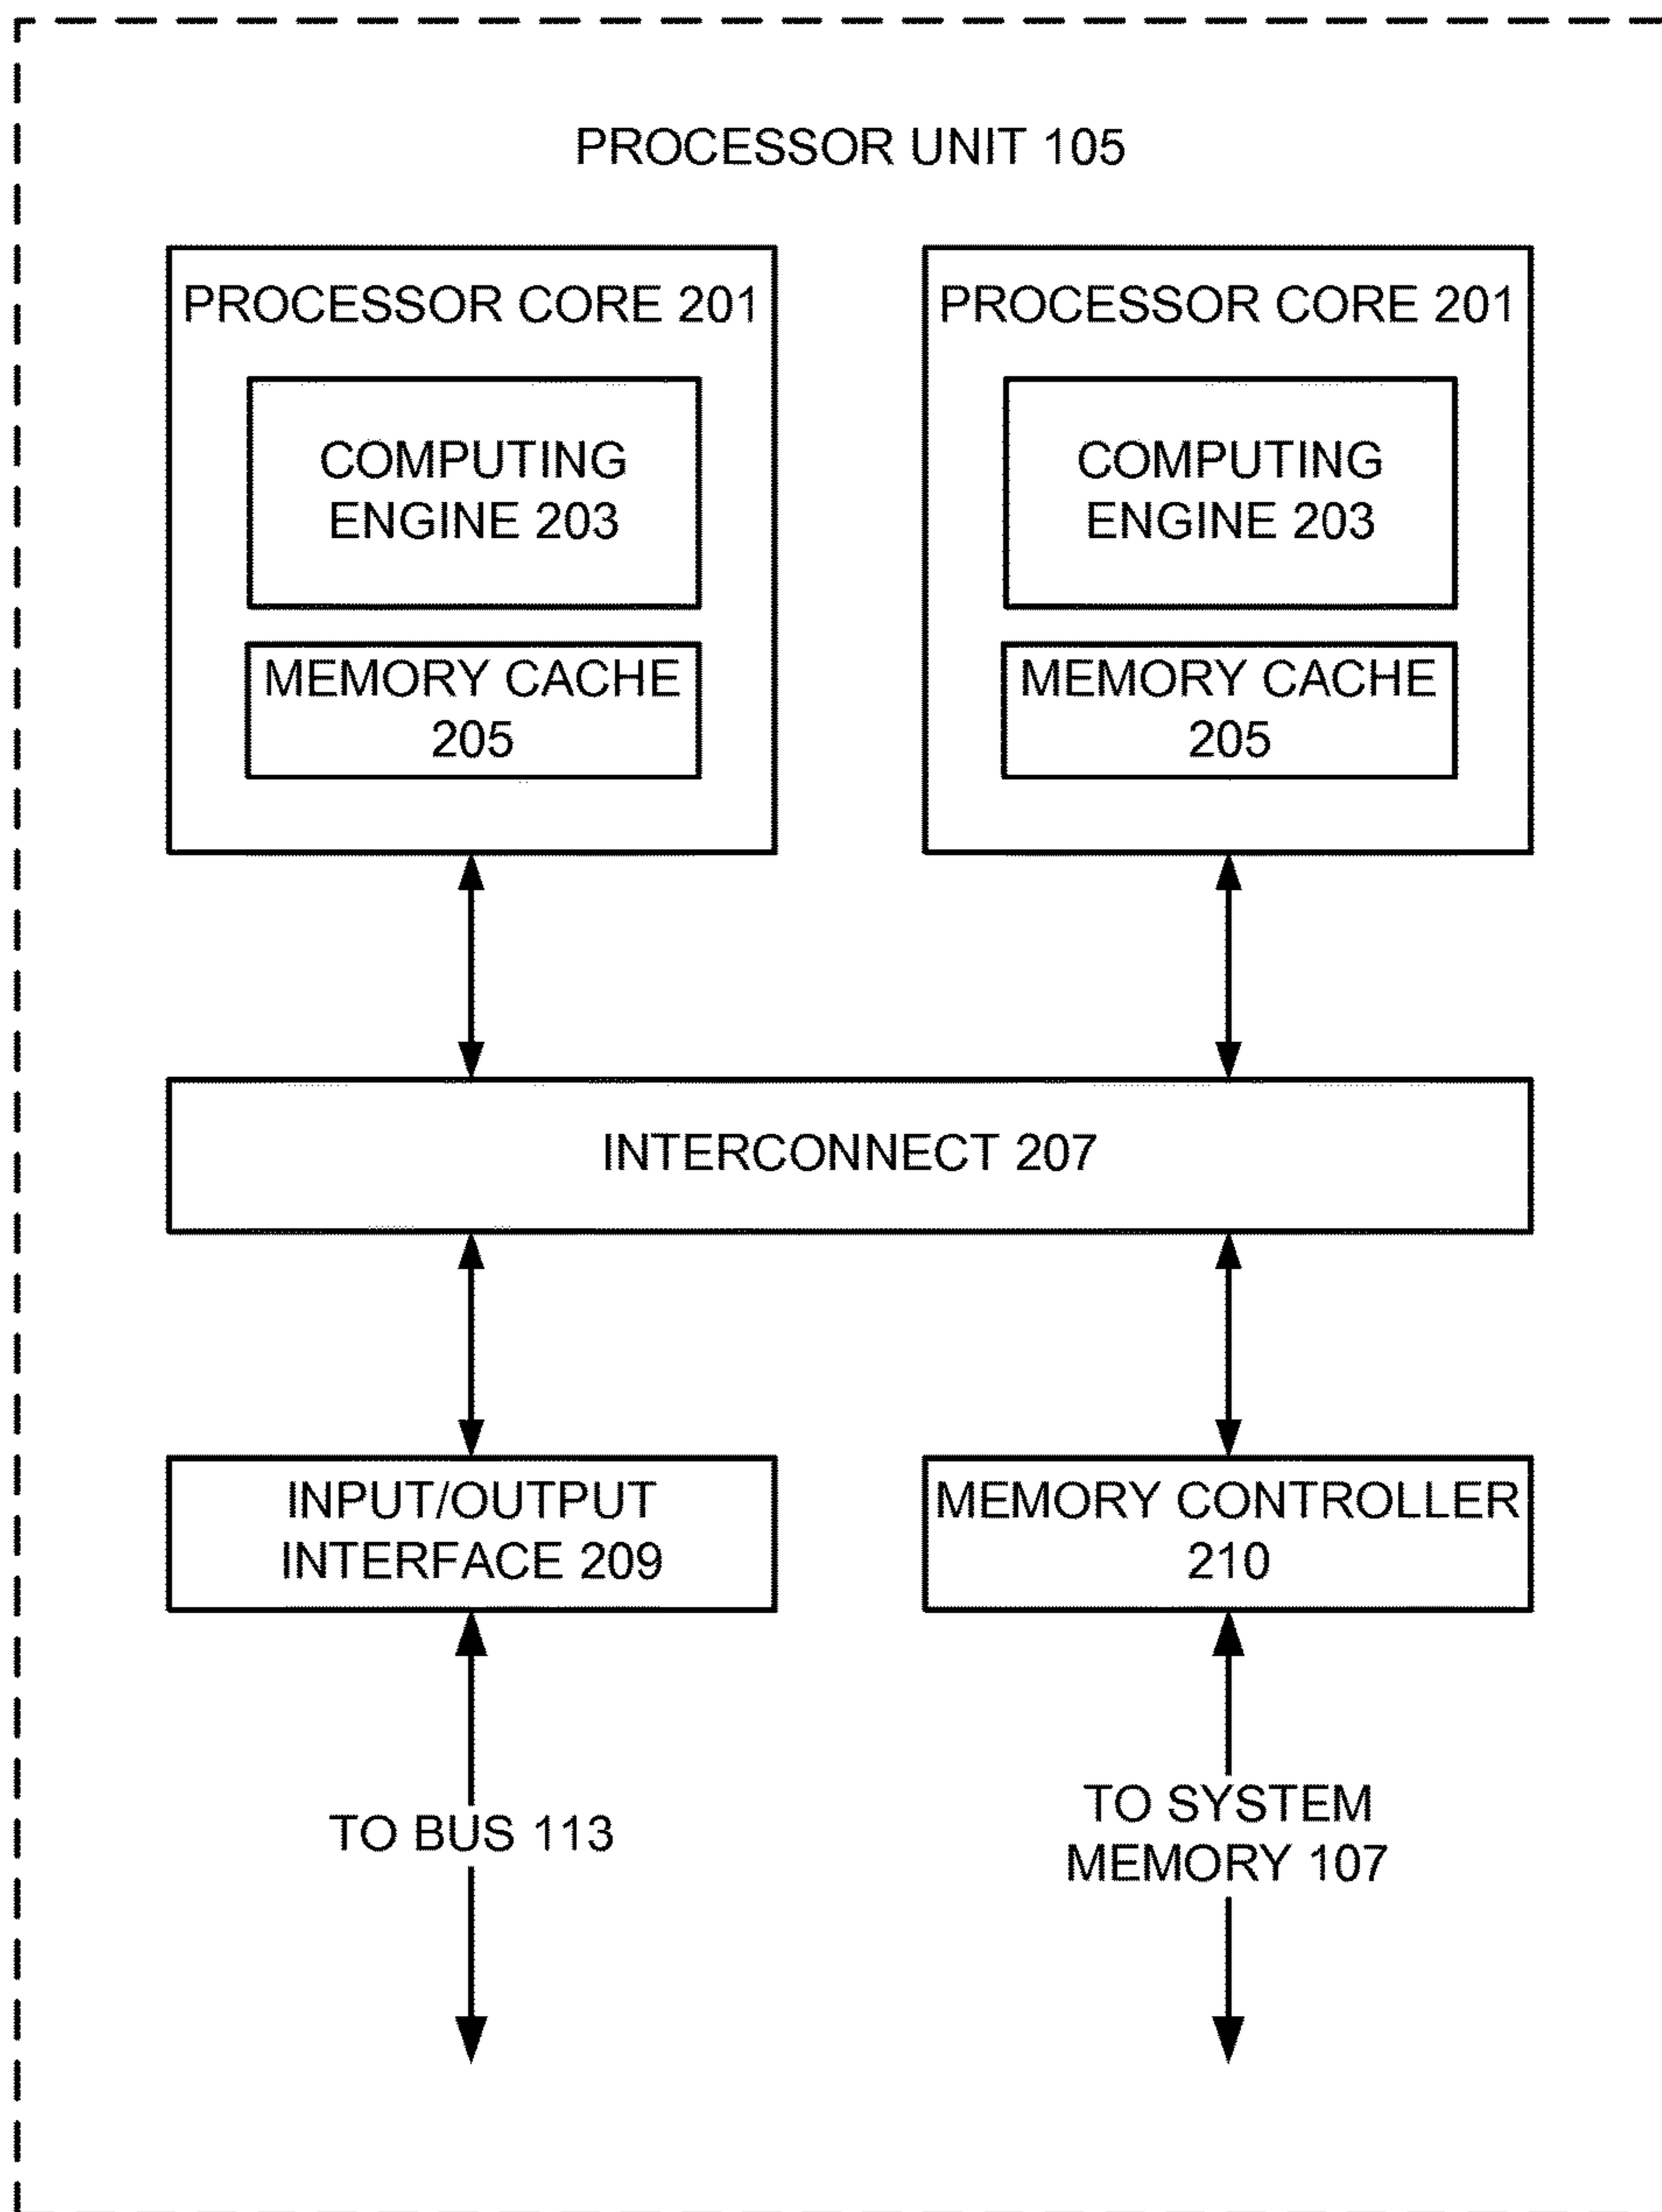 PROCESSOR UNIT 105
PROCESSOR CORE 201
COMPUTING
ENGINE 203
MEMORY CACHE
205
PROCESSOR CORE 201
COMPUTING
ENGINE 203
MEMORY CACHE
205
INTERCONNECT 207
INPUT/OUTPUT
INTERFACE 209
MEMORY CONTROLLER
210
TO BUS 113
TO SYSTEM
MEMORY 107